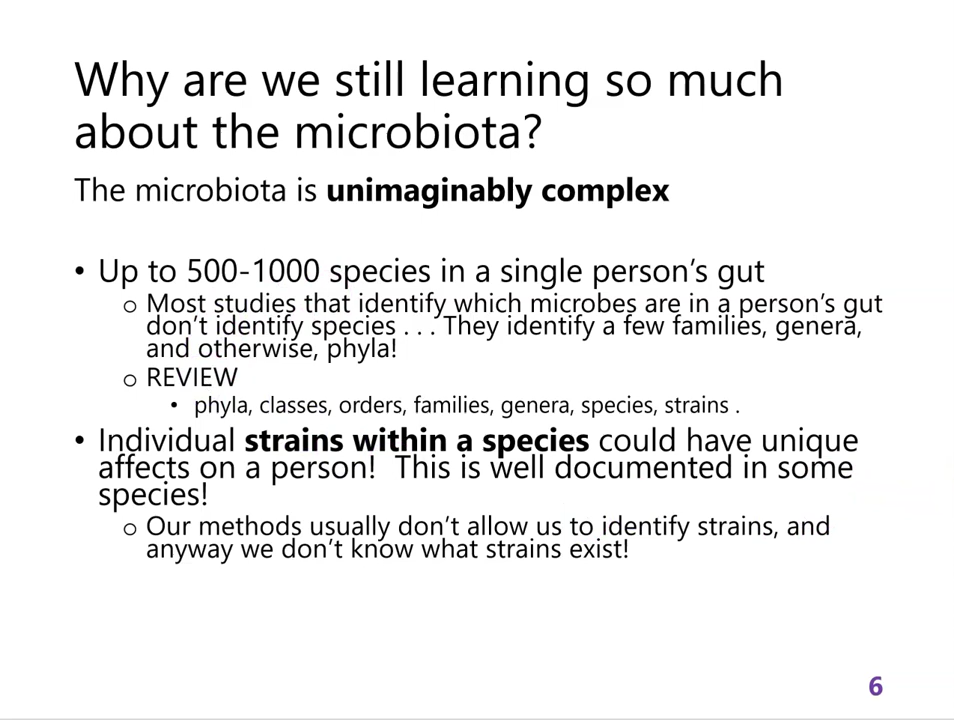 Why are we still learning so much
about the microbiota?
The microbiota is unimaginably complex
• Up to 500-1000 species in a single person's gut
o Most studies that identify which microbes are in a person's gut
don't identify species . . . They identify a few families, genera,
and otherwise, phyla!
o REVIEW
• phyla, classes, orders, families, genera, species, strains .
• Individual strains within a species could have unique
affects on a person!  This is well documented in some
species!
o Our methods usually don't allow us to identify strains, and
anyway we don't know what strains exist!
6